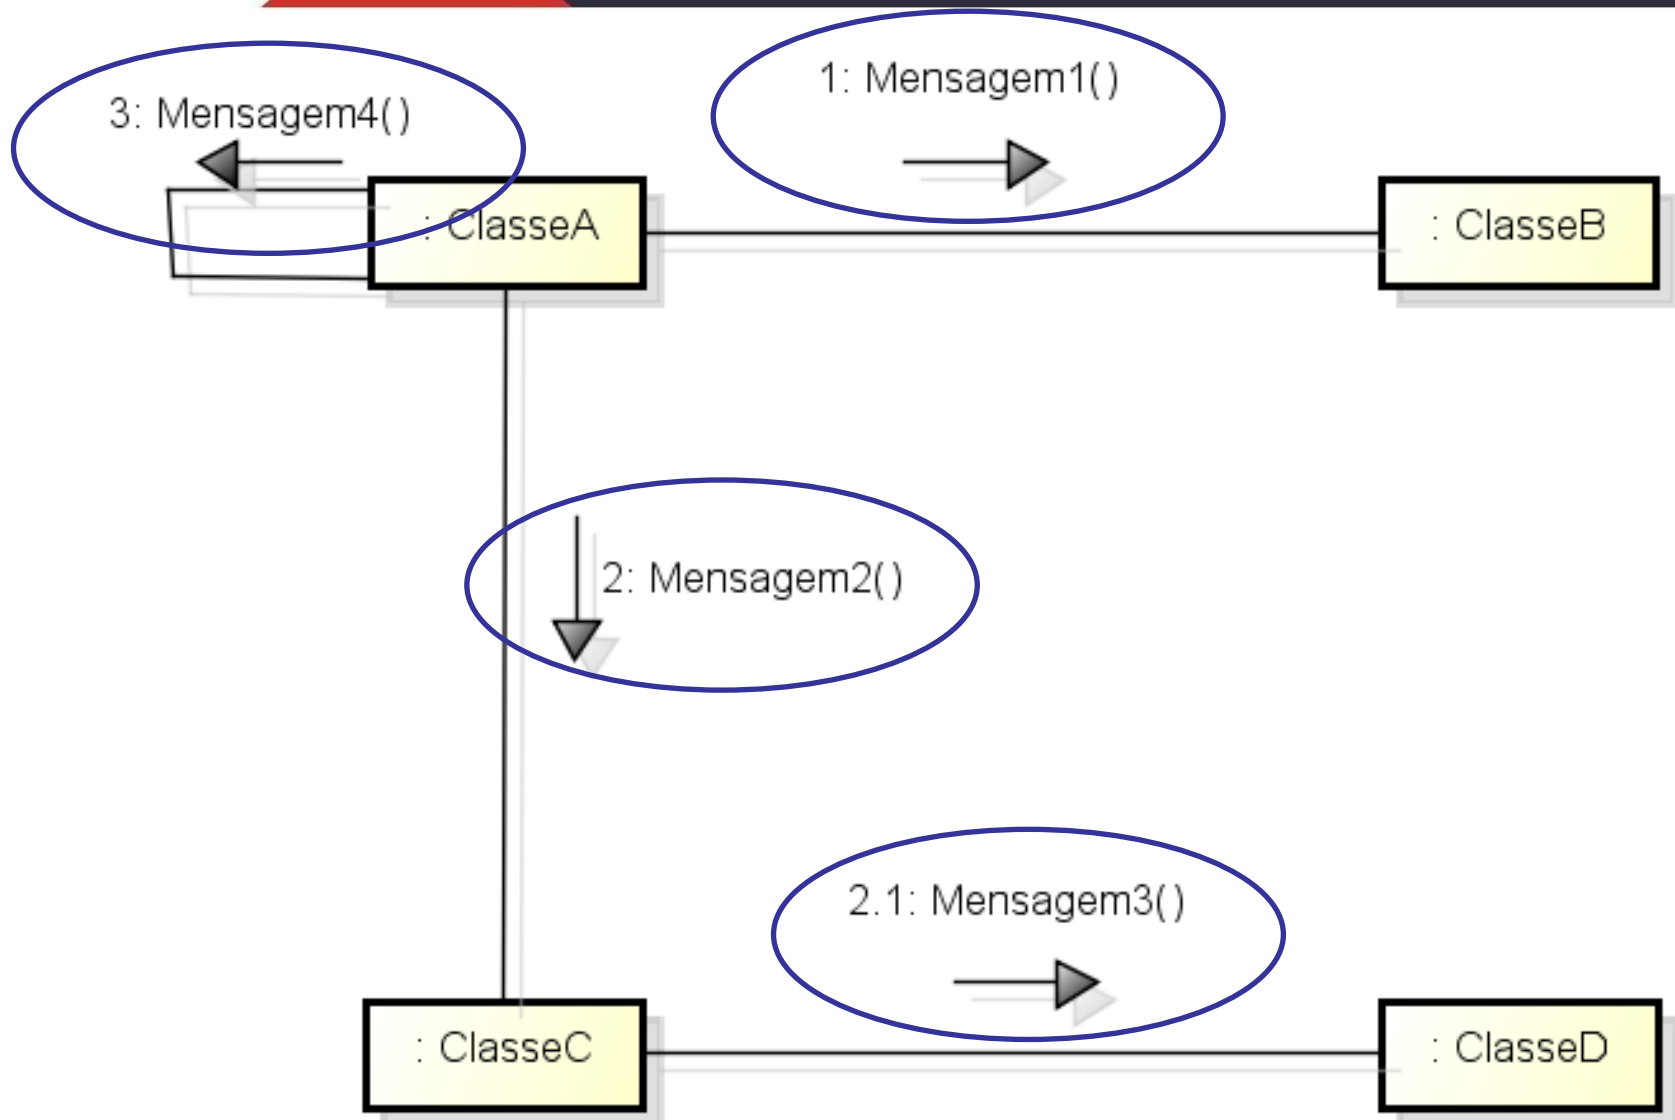 1: Mensagem1()
3: Mensagem4()
: ClasseA
: ClasseB
2: Mensagem2()
2.1: Mensagem3()
: ClasseC
: ClasseD